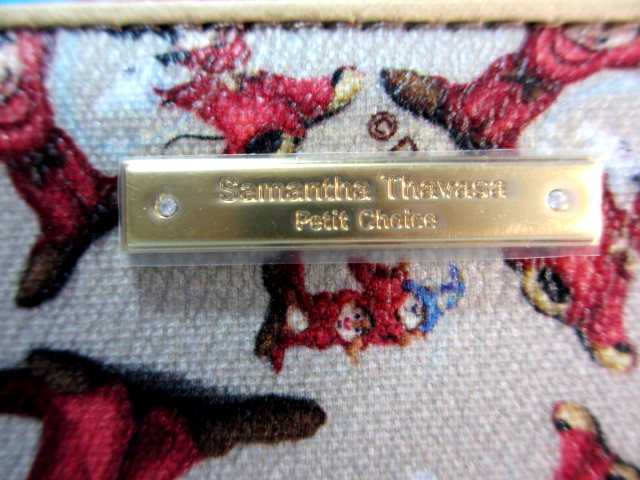 Samantha Thavasa
Petit Choice
©